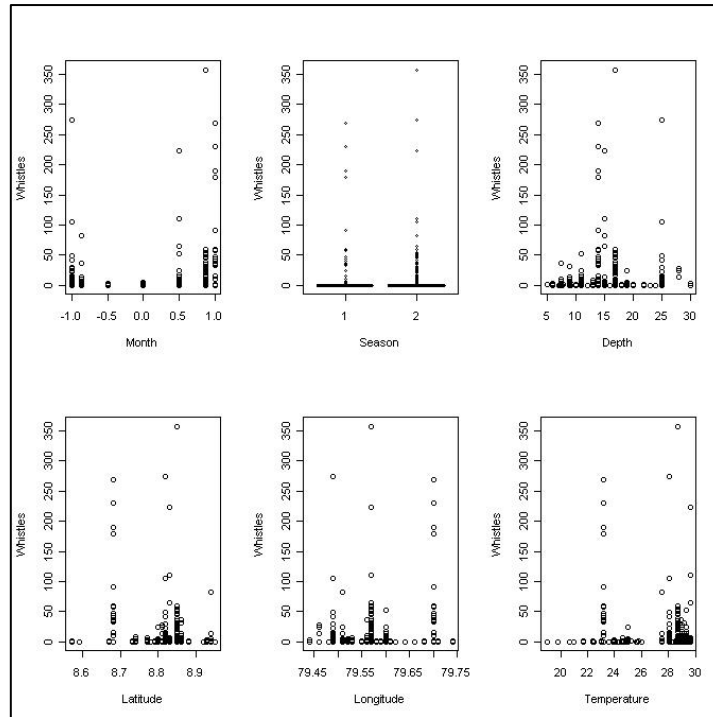 Whistles
0 50 100 150 200 250 300 350
-1.0 -0.5 0.0 0.5 1.0
Month
Whistles
0 50 100 150 200 250 300 350
1 2
Season
Whistles
0 50 100 150 200 250 300 350
5 10 15 20 25 30
Depth
Whistles
0 50 100 150 200 250 300 350
8.6 8.7 8.8 8.9
Latitude
Whistles
0 50 100 150 200 250 300 350
79.45 79.55 79.65 79.75
Longitude
Whistles
0 50 100 150 200 250 300 350
20 22 24 26 28 30
Temperature